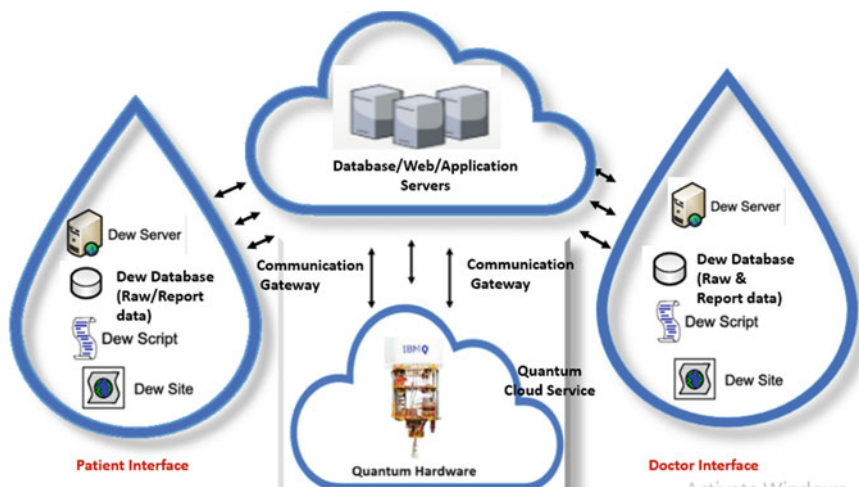 Database/Web/Application
Servers
Dew Server
Dew Database
(Raw/Report
data)
Dew Script
Dew Site
Patient Interface
Communication
Gateway
Communication
Gateway
IBM Q
Quantum
Cloud Service
Quantum Hardware
Dew Server
Dew Database
(Raw &
Report data)
Dew Script
Dew Site
Doctor Interface
Activate Windows